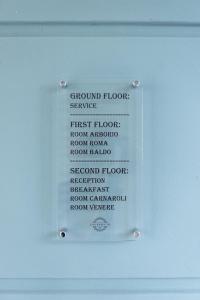 GROUND FLOOR:
SERVICE
--------------------
FIRST FLOOR:
ROOM ARBORIO
ROOM ROMA
ROOM BALDO
--------------------
SECOND FLOOR:
RECEPTION
BREAKFAST
ROOM CARNAROLI
ROOM VENERE